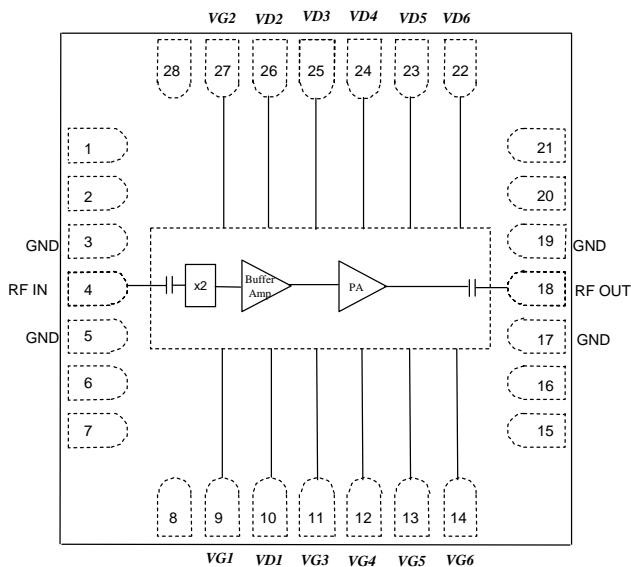 VG2 VD2 VD3 VD4 VD5 VD6
28 27 26 25 24 23 22
1 21
2 20
GND 3 19 GND
RF IN 4 x2 Buffer Amp PA 18 RF OUT
GND 5 17 GND
6 16
7 15
8 9 10 11 12 13 14
VG1 VD1 VG3 VG4 VG5 VG6